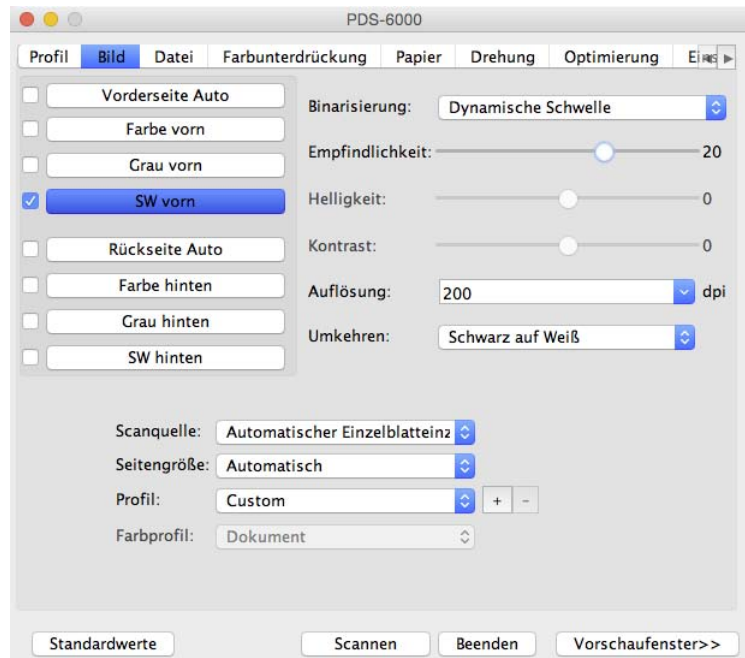 PDS-6000
Profil Bild Datei Farbunterdrückung Papier Drehung Optimierung
Vorderseite Auto
Farbe vorn
Grau vorn
SW vorn
Rückseite Auto
Farbe hinten
Grau hinten
SW hinten
Binarisierung: Dynamische Schwelle
Empfindlichkeit: 20
Helligkeit: 0
Kontrast: 0
Auflösung: 200 dpi
Umkehren: Schwarz auf Weiß
Scanquelle: Automatischer Einzelblatteinz
Seitengröße: Automatisch
Profil: Custom + -
Farbprofil: Dokument
Standardwerte Scannen Beenden Vorschaufenster>>